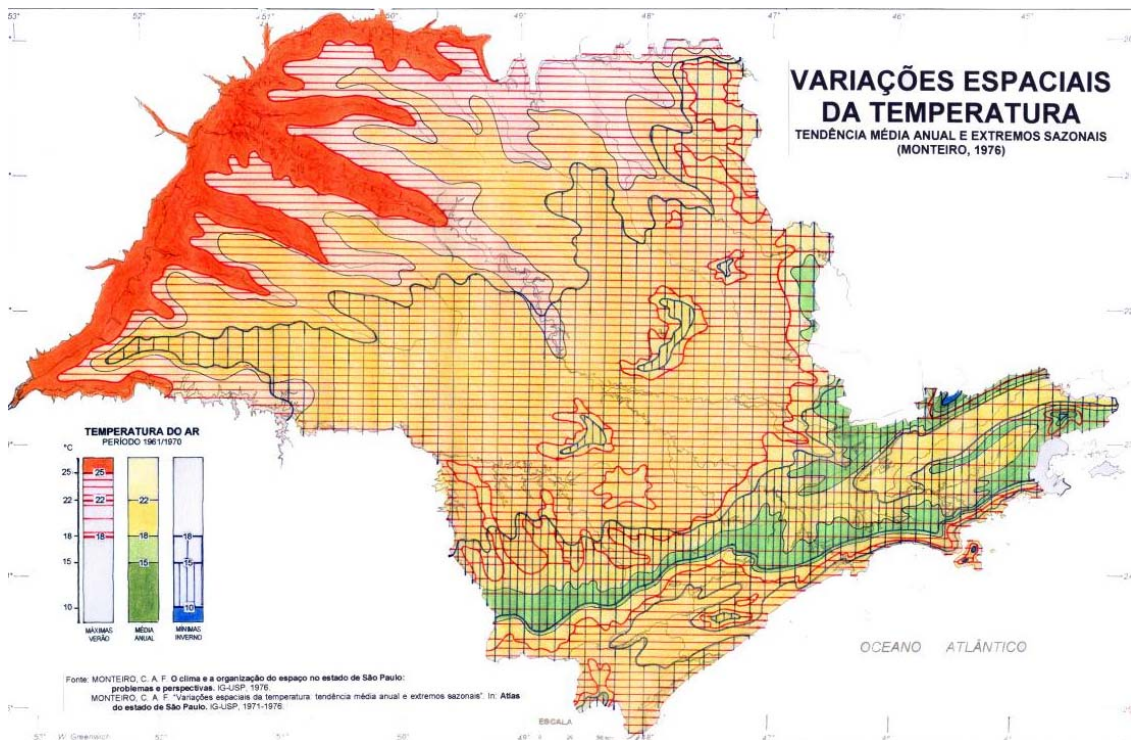 53° 52° 51° 50° 49° 48° 47° 46° 45°
VARIAÇÕES ESPACIAIS
DA TEMPERATURA
TENDÊNCIA MÉDIA ANUAL E EXTREMOS SAZONAIS
(MONTEIRO, 1976)
TEMPERATURA DO AR
PERÍODO 1961/1970
°C
25 25
22 22 22
18 18 18 18
15 15 15
10 10
MÁXIMAS VERÃO
MÉDIA ANUAL
MÍNIMAS INVERNO
OCEANO ATLÂNTICO
Fonte: MONTEIRO, C. A. F. O clima e a organização do espaço no estado de São Paulo:
problemas e perspectivas. IG-USP, 1976.
MONTEIRO, C. A. F. "Variações espaciais da temperatura: tendência média anual e extremos sazonais". In: Atlas
do estado de São Paulo. IG-USP, 1971-1976.
ESCALA
W. Greenwich